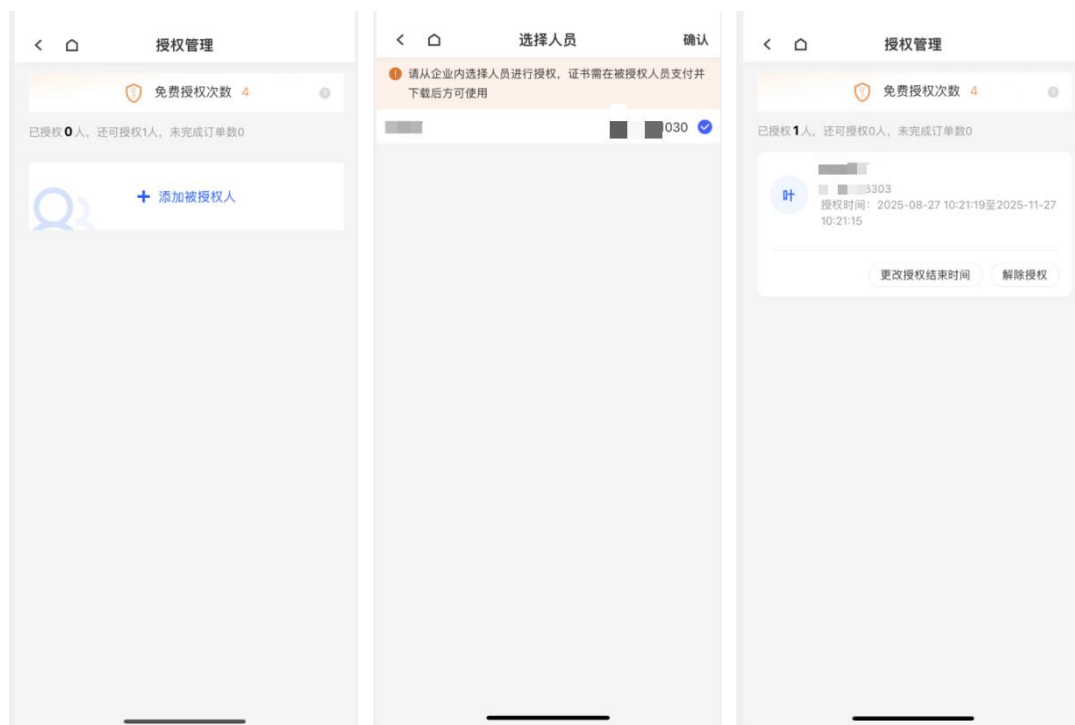 授权管理
免费授权次数 4
已授权0人，还可授权1人，未完成订单数0
添加被授权人
选择人员
确认
请从企业内选择人员进行授权，证书需在被授权人员支付并
下载后方可使用
1030
授权管理
免费授权次数 4
已授权1人，还可授权0人，未完成订单数0
叶
6303
授权时间：2025-08-27 10:21:19至2025-11-27
10:21:15
更改授权结束时间
解除授权